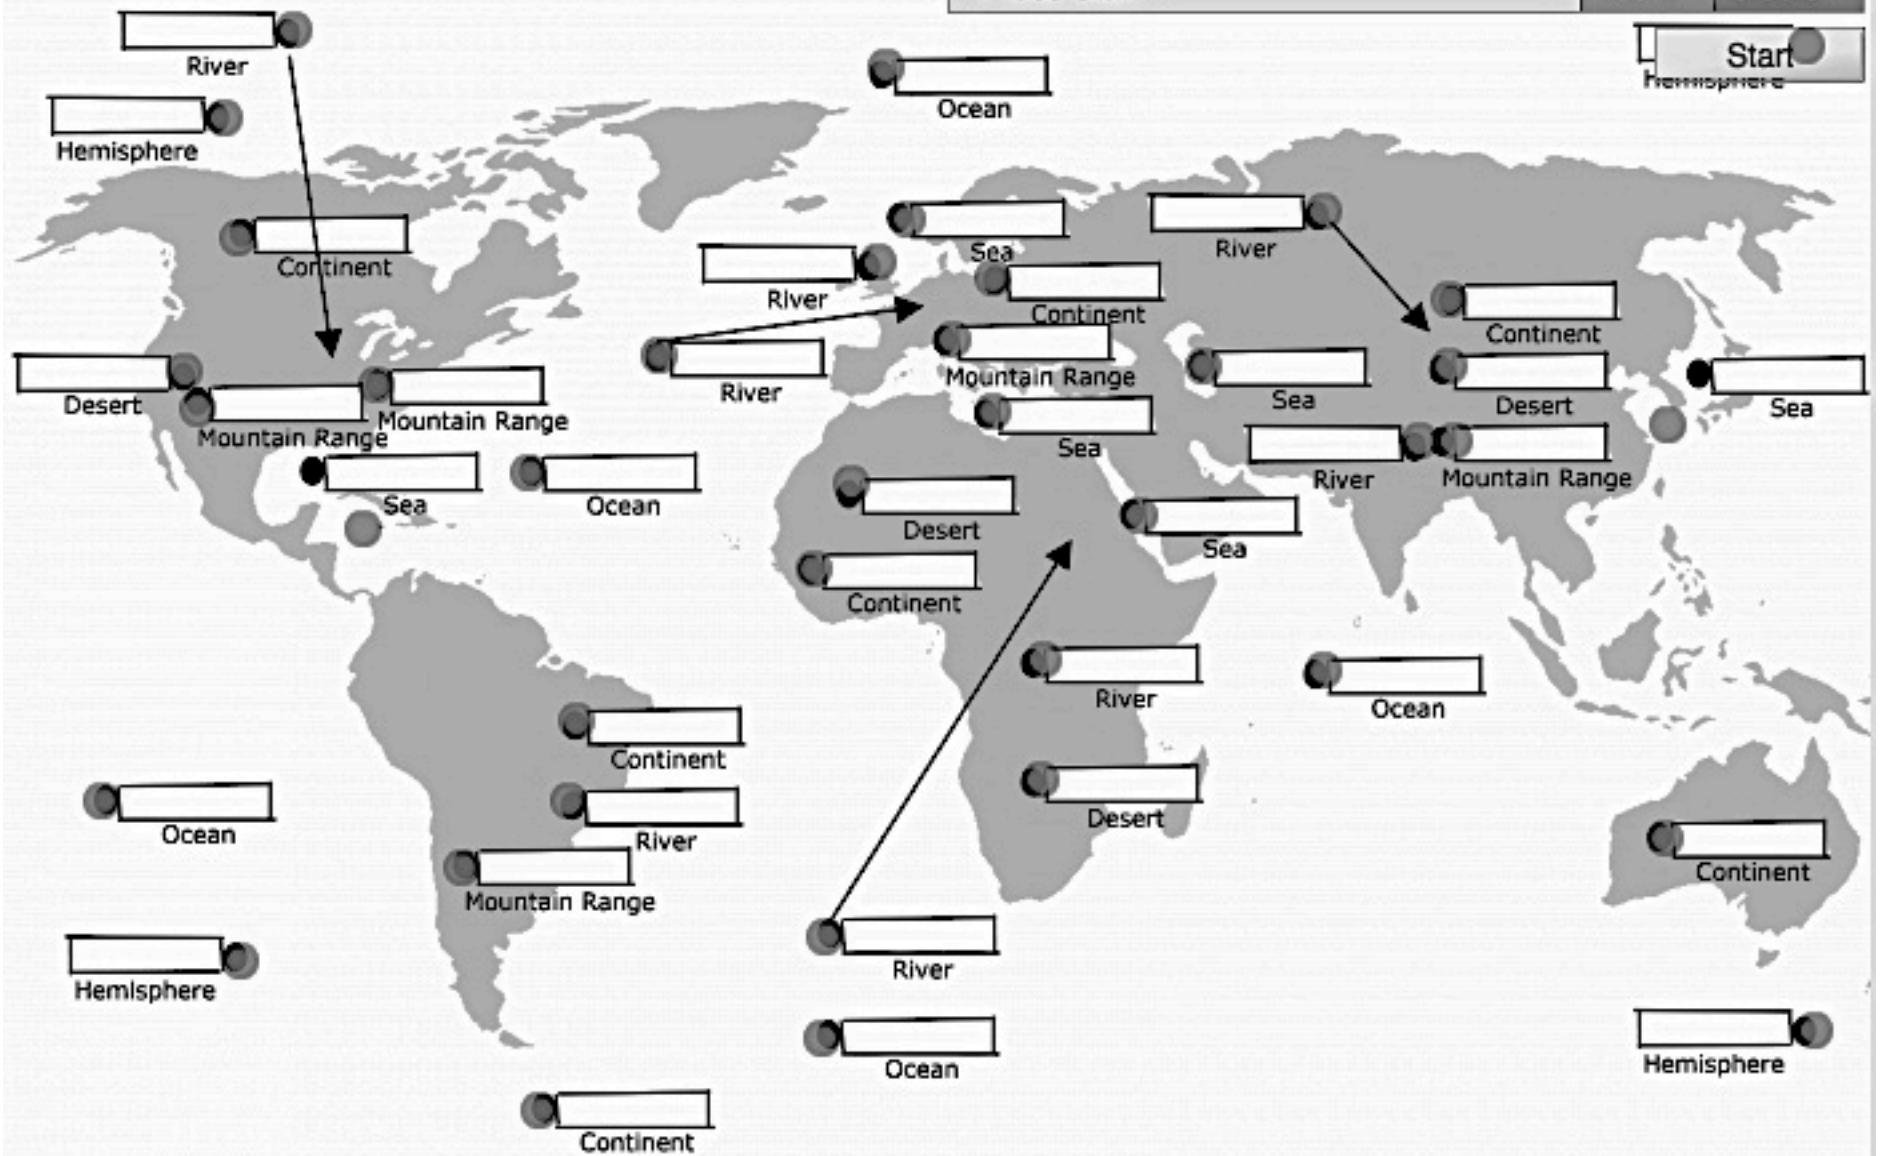 River
Start
Hemisphere
Ocean
Hemisphere
River
Sea
Continent
River
Continent
Continent
Mountain Range
River
Sea
Desert
Sea
Desert
Mountain Range
Mountain Range
Sea
River
Mountain Range
Sea
Ocean
Desert
Sea
Continent
River
Ocean
Continent
Desert
Ocean
River
Continent
Mountain Range
River
Hemisphere
Ocean
Hemisphere
Continent